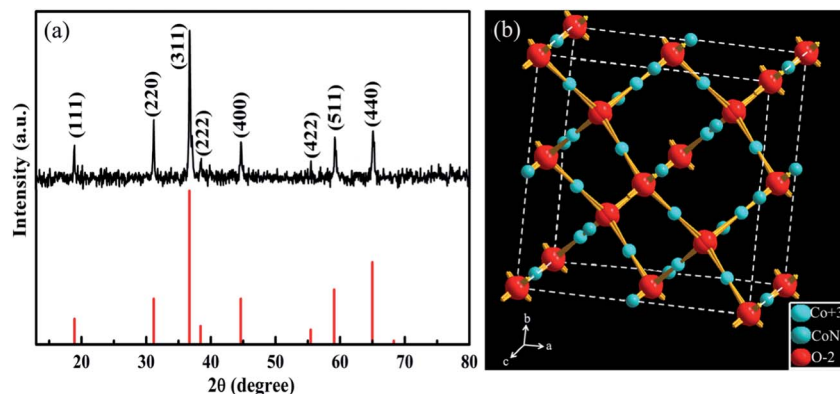 (a)
Intensity (a.u.)
(111)
(220)
(311)
(222)
(400)
(422)
(511)
(440)
20 30 40 50 60 70 80
2θ (degree)
(b)
b
a
c
Co+3
CoN
O-2